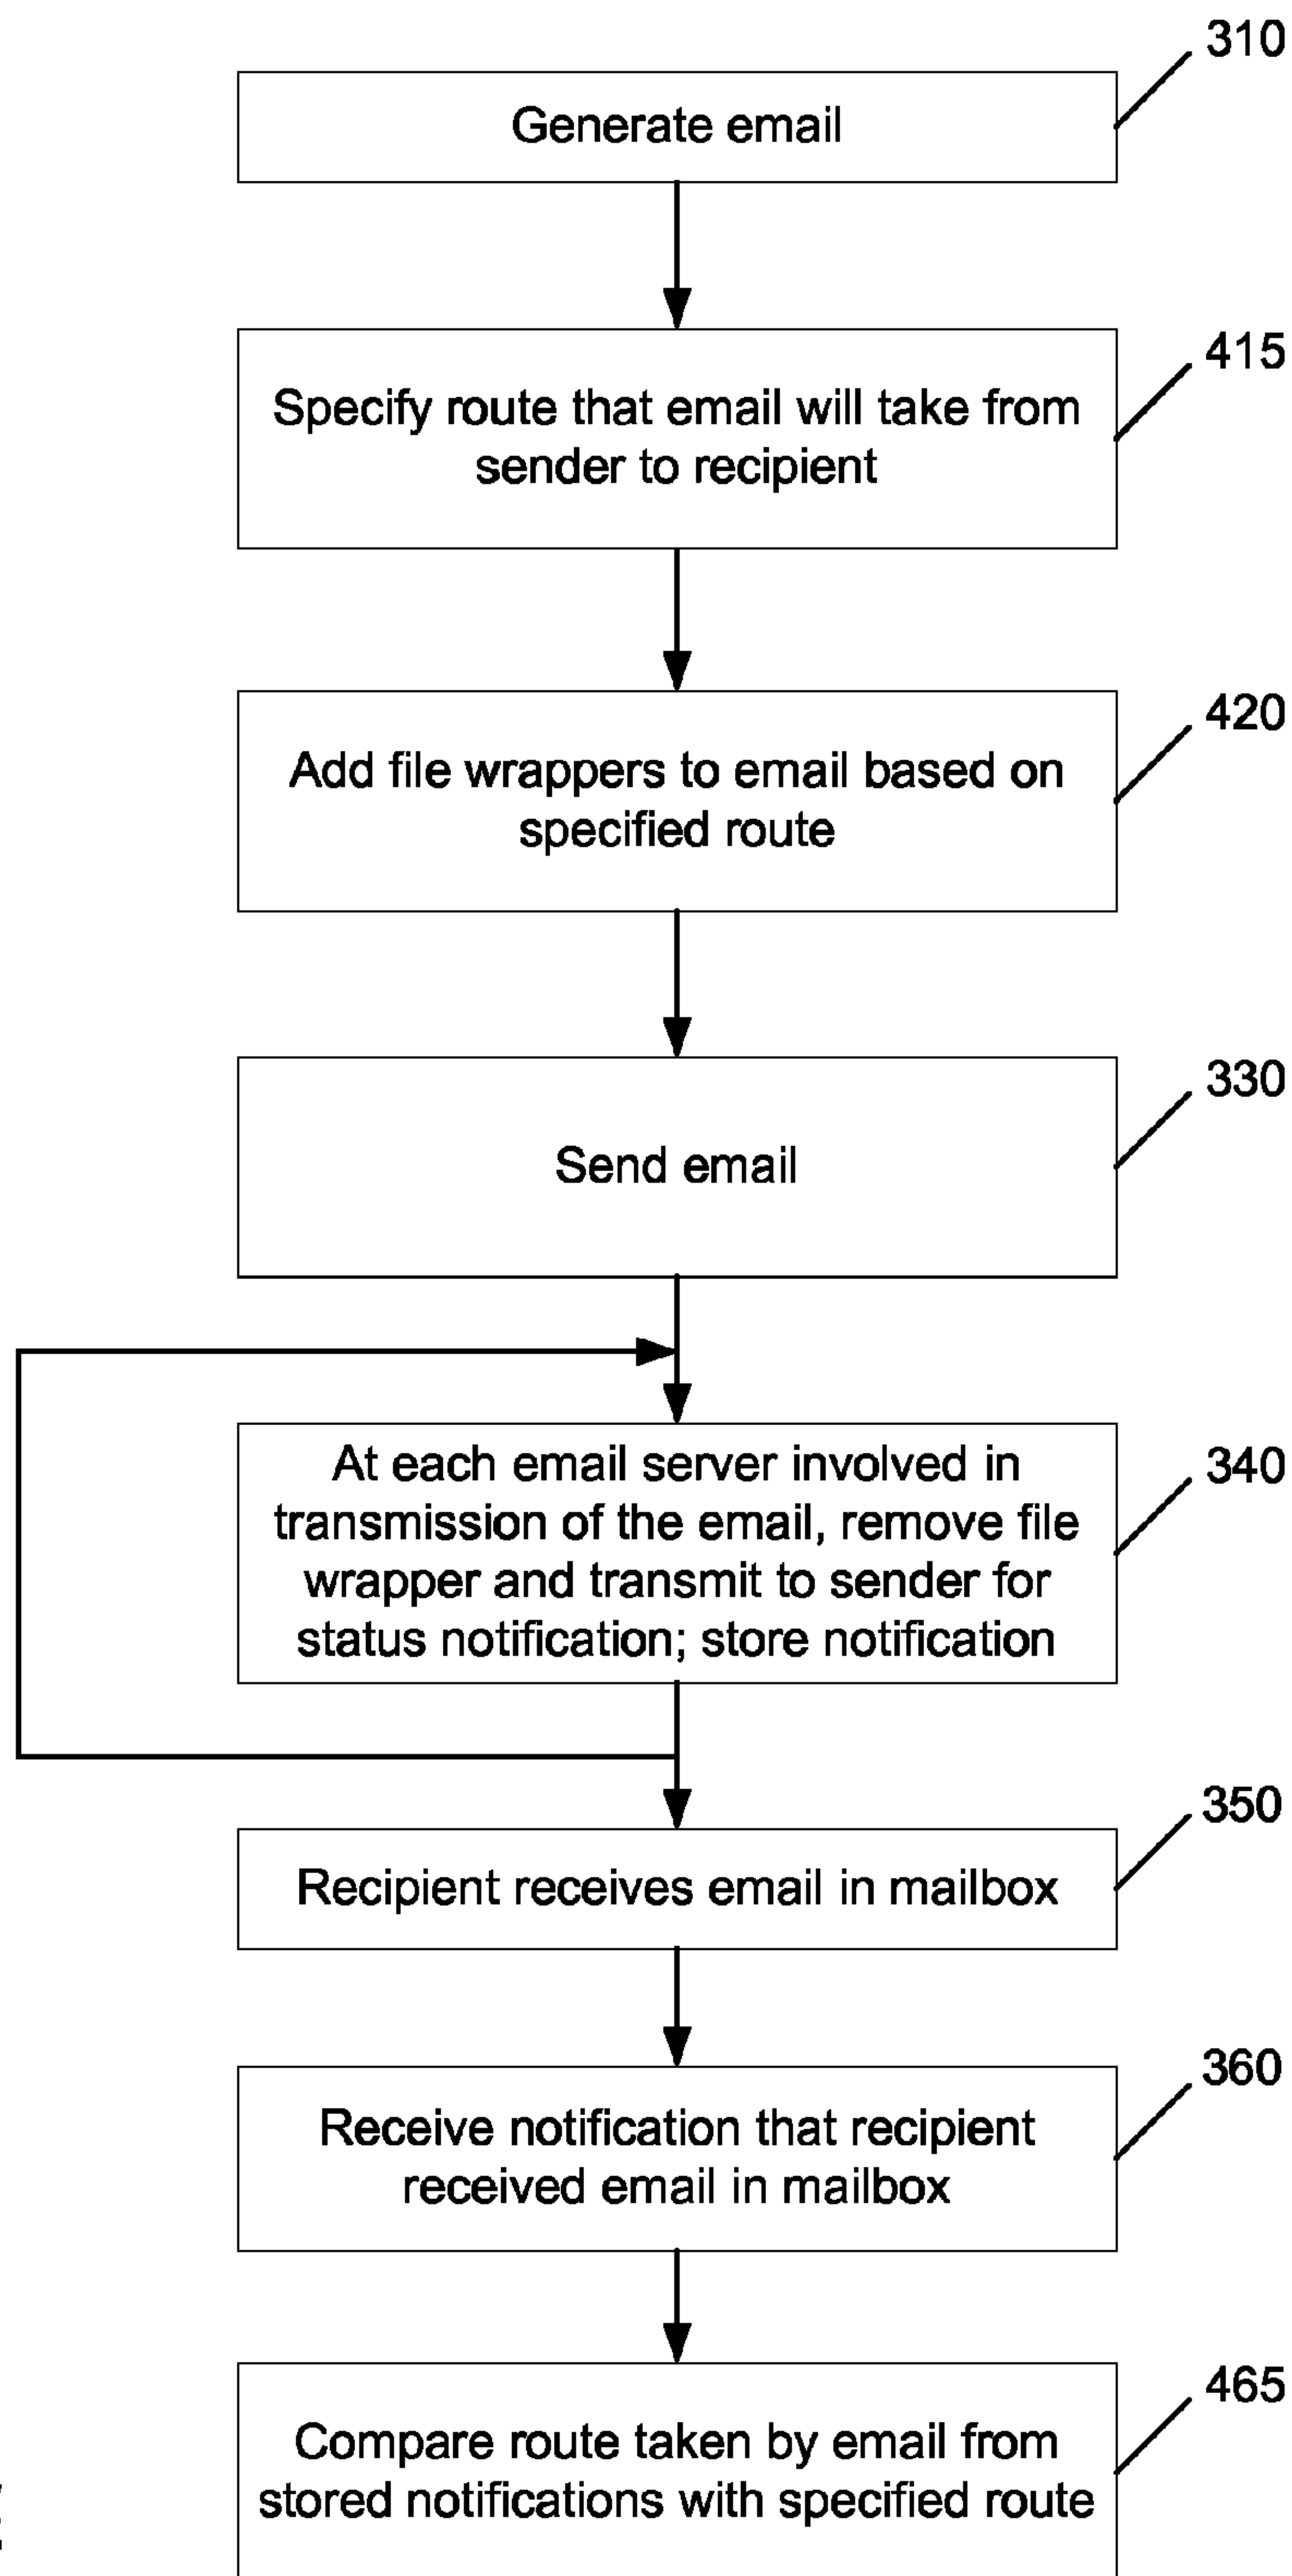 310
Generate email
415
Specify route that email will take from
sender to recipient
420
Add file wrappers to email based on
specified route
330
Send email
340
At each email server involved in
transmission of the email, remove file
wrapper and transmit to sender for
status notification; store notification
350
Recipient receives email in mailbox
360
Receive notification that recipient
received email in mailbox
465
Compare route taken by email from
stored notifications with specified route